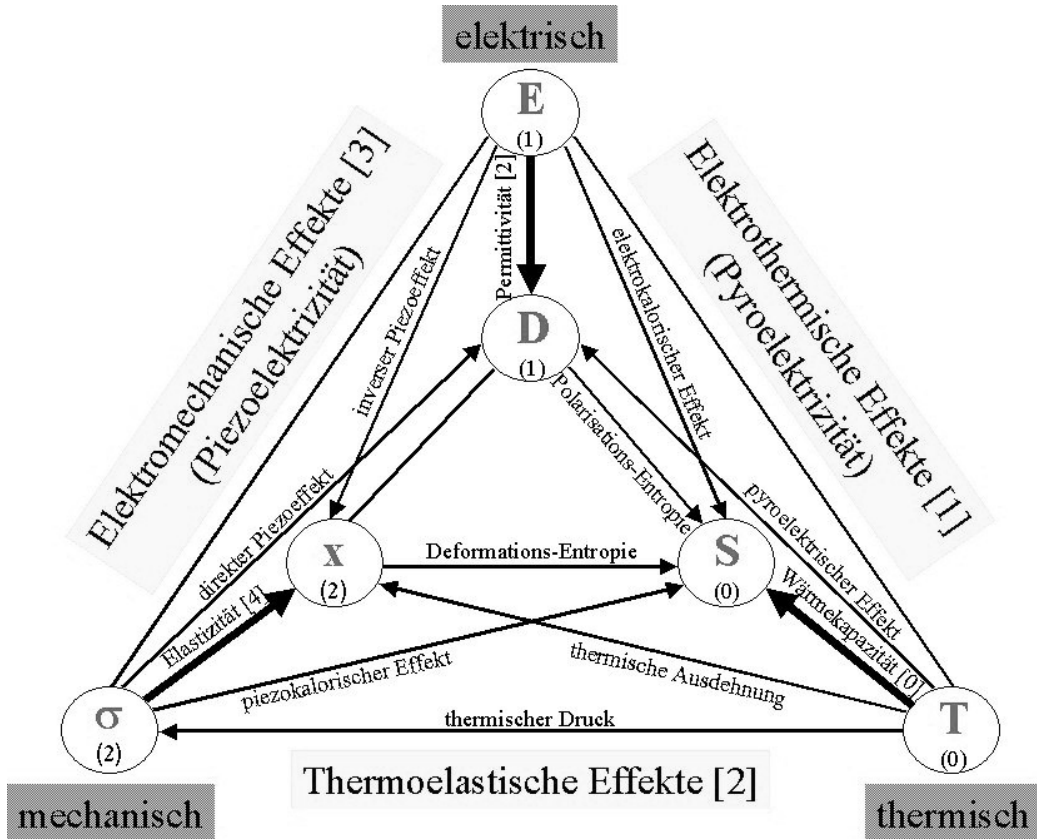 elektrisch
E
(1)
Elektromechanische Effekte [3]
(Piezoelektrizität)
Elektrothermische Effekte [1]
(Pyroelektrizität)
Permittivität [2]
inverser Piezoeffekt
elektrokalorischer Effekt
D
(1)
Polarisations-Entropie
direkter Piezoeffekt
pyroelektrischer Effekt
x
(2)
Deformations-Entropie
S
(0)
Elastizität [4]
Wärmekapazität [0]
piezokalorischer Effekt
thermische Ausdehnung
σ
(2)
thermischer Druck
T
(0)
Thermoelastische Effekte [2]
mechanisch
thermisch